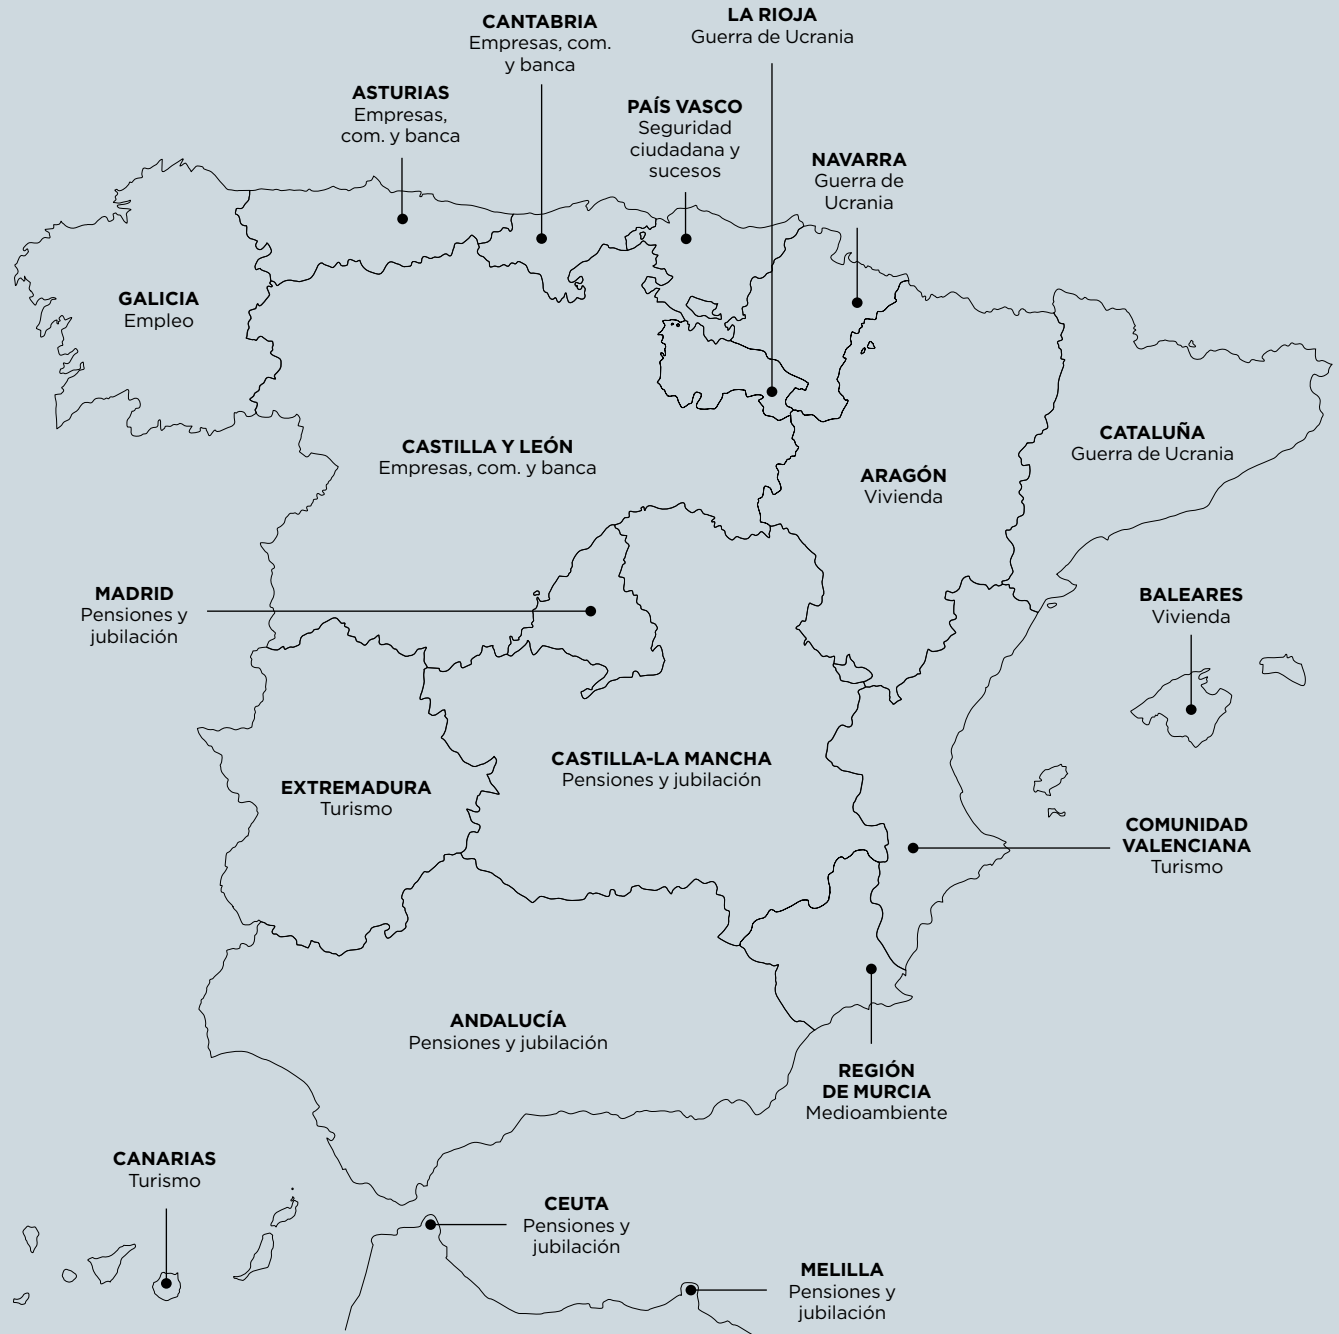 LA RIOJA
Guerra de Ucrania
CANTABRIA
Empresas, com.
y banca
ASTURIAS
Empresas,
com. y banca
PAÍS VASCO
Seguridad
ciudadana y
sucesos
NAVARRA
Guerra de
Ucrania
GALICIA
Empleo
CASTILLA Y LEÓN
Empresas, com. y banca
ARAGÓN
Vivienda
CATALUÑA
Guerra de Ucrania
MADRID
Pensiones y
jubilación
BALEARES
Vivienda
EXTREMADURA
Turismo
CASTILLA-LA MANCHA
Pensiones y jubilación
COMUNIDAD
VALENCIANA
Turismo
ANDALUCÍA
Pensiones y jubilación
REGIÓN
DE MURCIA
Medioambiente
CANARIAS
Turismo
CEUTA
Pensiones y
jubilación
MELILLA
Pensiones y
jubilación